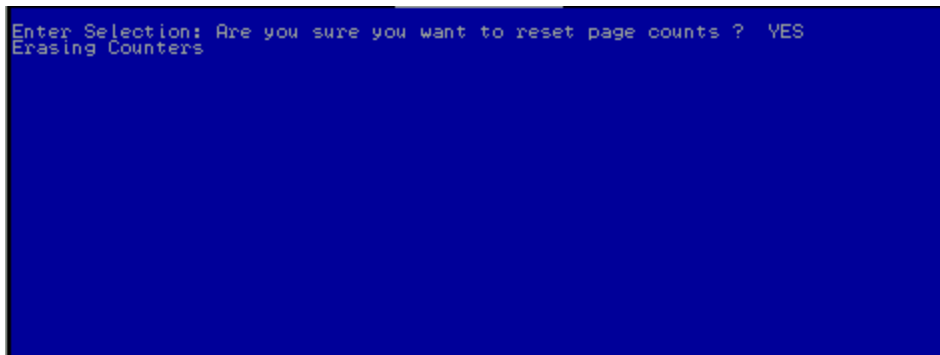 Enter Selection: Are you sure you want to reset page counts ?  YES
Erasing Counters